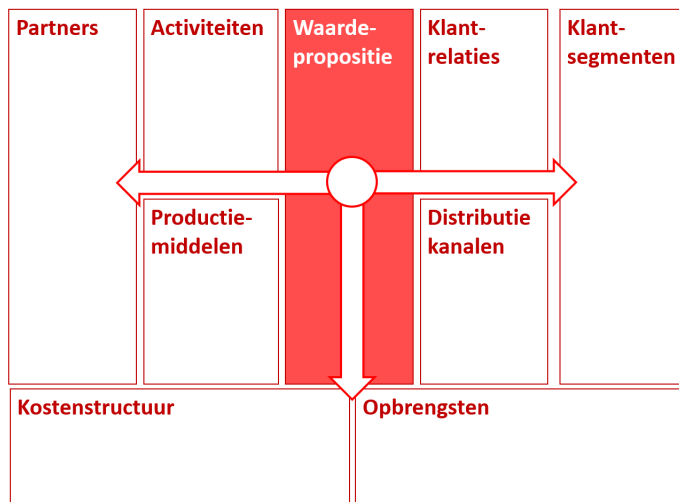 Partners
Activiteiten
Waarde-
propositie
Klant-
relaties
Klant-
segmenten
Productie-
middelen
Distributie
kanalen
Kostenstructuur
Opbrengsten